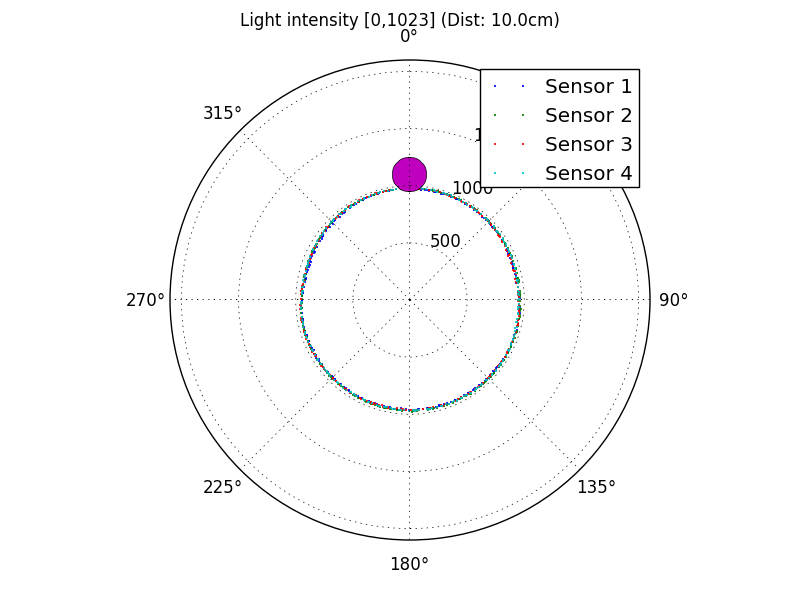 Light intensity [0,1023] (Dist: 10.0cm)
0°
Sensor 1
Sensor 2
Sensor 3
Sensor 4
315°
1000
500
270°
90°
225°
135°
180°